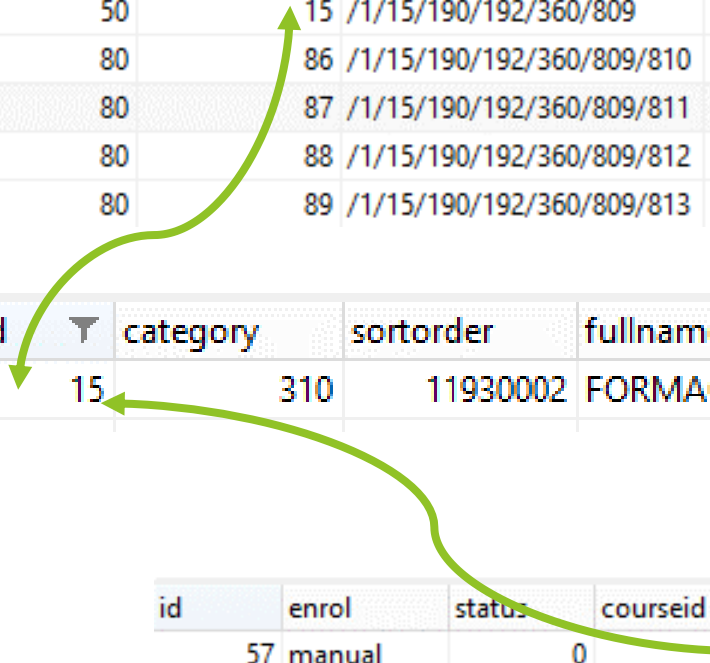 50 15 /1/15/190/192/360/809
80 86 /1/15/190/192/360/809/810
80 87 /1/15/190/192/360/809/811
80 88 /1/15/190/192/360/809/812
80 89 /1/15/190/192/360/809/813
d category sortorder fullnam
15 310 11930002 FORMA
id enrol status courseid
57 manual 0